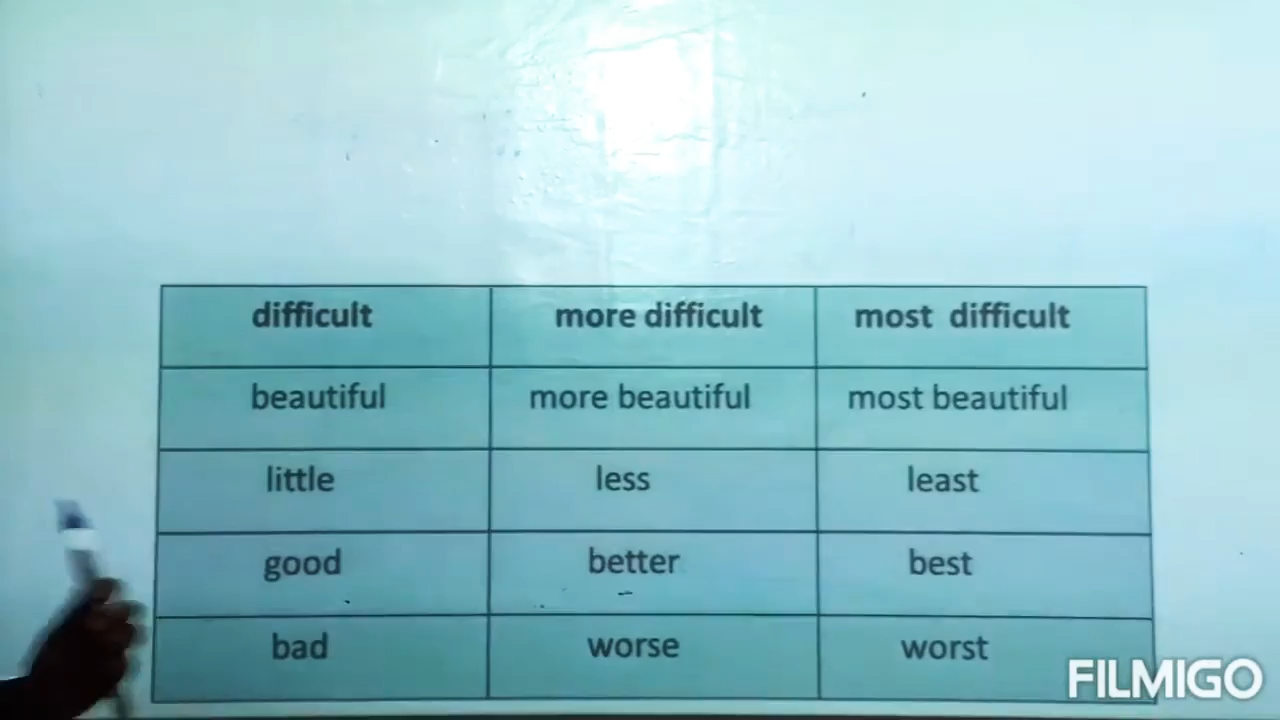 difficult more difficult most difficult
beautiful more beautiful most beautiful
little less least
good better best
bad worse worst
FILMIGO